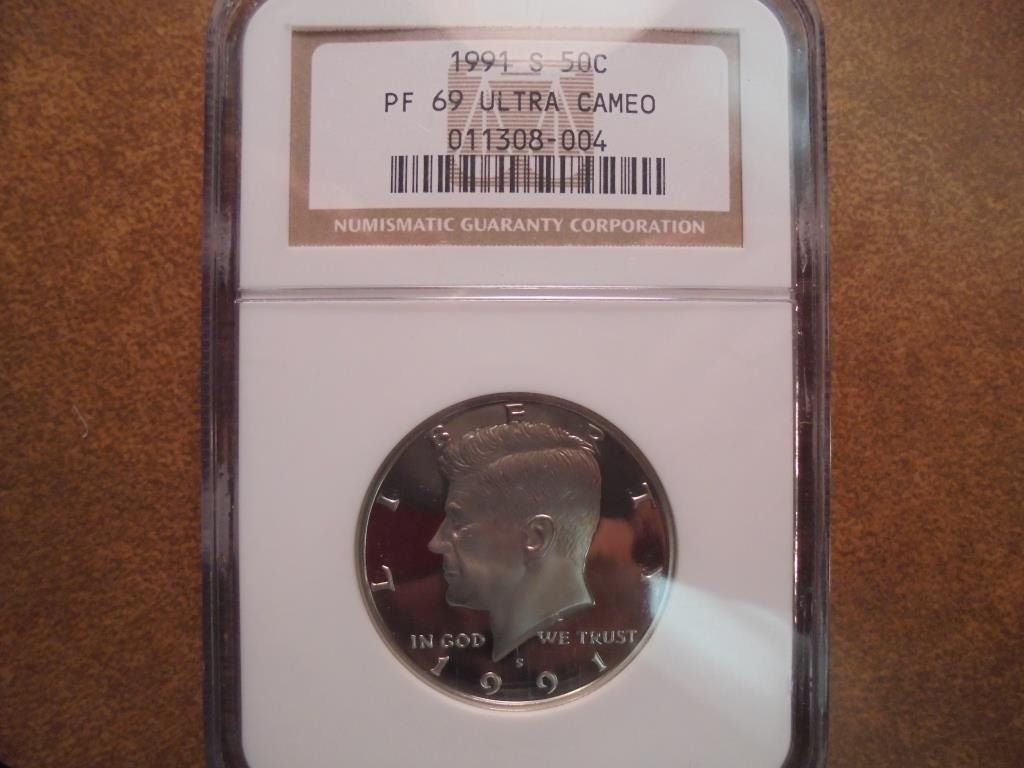 1991 S 50C
PF 69 ULTRA CAMEO
011308-004
NUMISMATIC GUARANTY CORPORATION
LIBERTY
IN GOD WE TRUST
S
1991